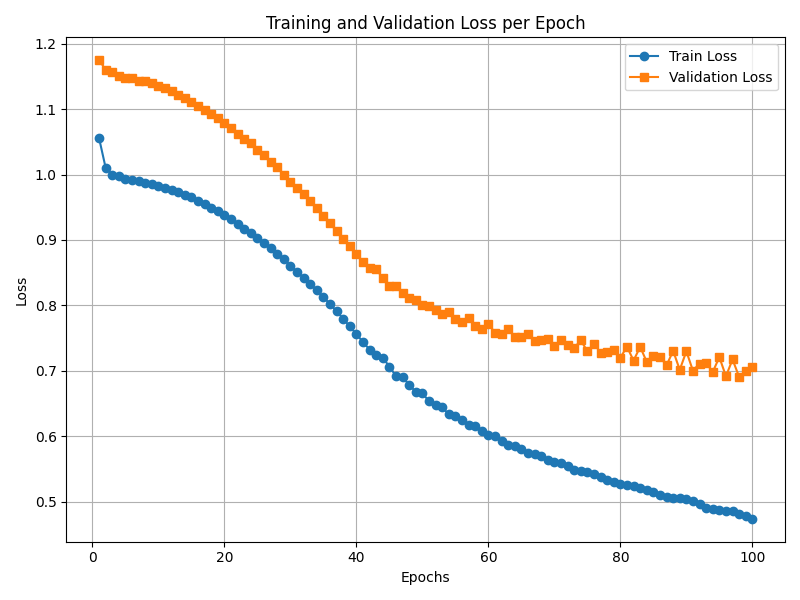 Training and Validation Loss per Epoch
Train Loss
Validation Loss
1.2
1.1
1.0
0.9
0.8
0.7
0.6
0.5
Loss
0 20 40 60 80 100
Epochs